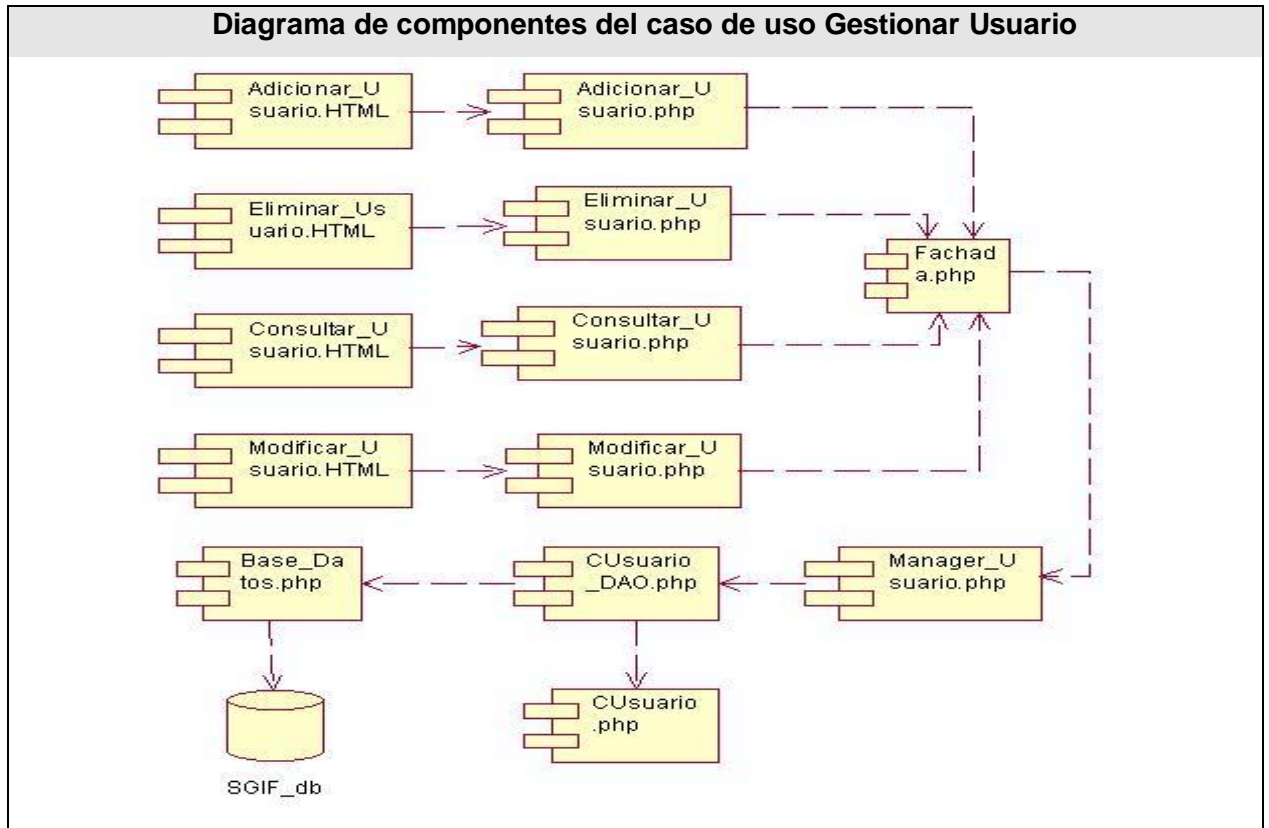 Diagrama de componentes del caso de uso Gestionar Usuario
Adicionar_U
suario.HTML
Adicionar_U
suario.php
Eliminar_Us
uario.HTML
Eliminar_U
suario.php
Fachad
a.php
Consultar_U
suario.HTML
Consultar_U
suario.php
Modificar_U
suario.HTML
Modificar_U
suario.php
Base_Da
tos.php
CUsuario
_DAO.php
Manager_U
suario.php
CUsuario
.php
SGIF_db